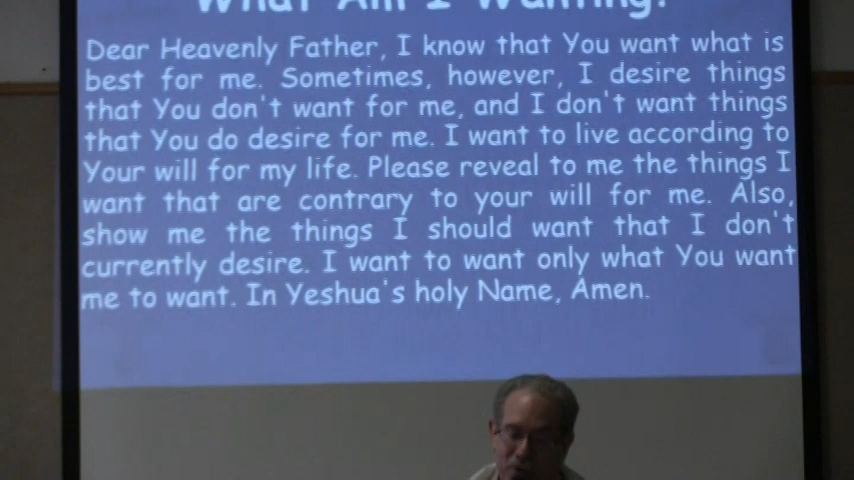 What Am I Wanting?
Dear Heavenly Father, I know that You want what is
best for me. Sometimes, however, I desire things
that You don't want for me, and I don't want things
that You do desire for me. I want to live according to
Your will for my life. Please reveal to me the things I
want that are contrary to your will for me. Also,
show me the things I should want that I don't
currently desire. I want to want only what You want
me to want. In Yeshua's holy Name, Amen.